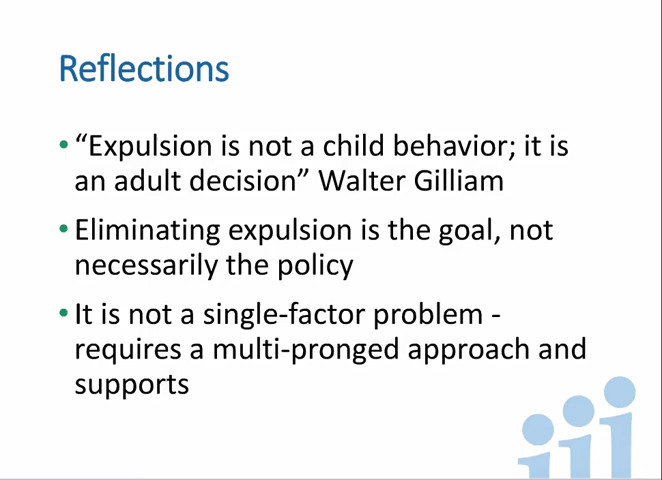 Reflections
• “Expulsion is not a child behavior; it is
an adult decision” Walter Gilliam
• Eliminating expulsion is the goal, not
necessarily the policy
• It is not a single-factor problem -
requires a multi-pronged approach and
supports